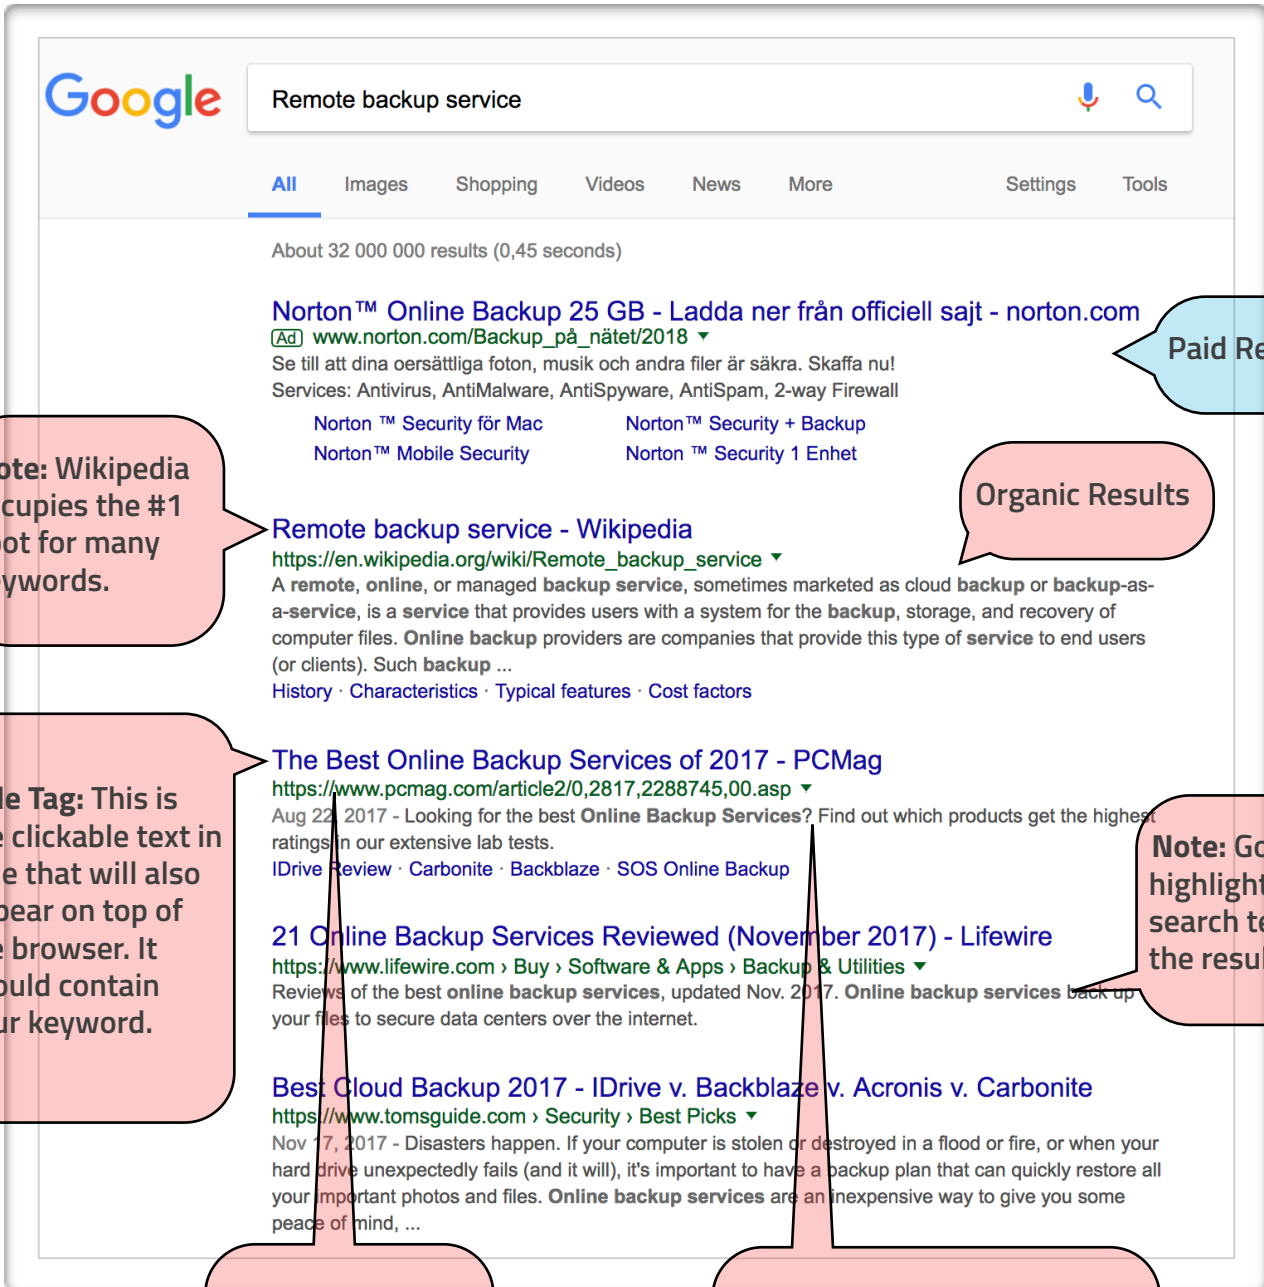 Google
Remote backup service
All Images Shopping Videos News More Settings Tools
About 32 000 000 results (0,45 seconds)
Norton™ Online Backup 25 GB - Ladda ner från officiell sajt - norton.com
Ad www.norton.com/Backup_på_nätet/2018
Se till att dina oersättliga foton, musik och andra filer är säkra. Skaffa nu!
Services: Antivirus, AntiMalware, AntiSpyware, AntiSpam, 2-way Firewall
Norton ™ Security för Mac Norton™ Security + Backup
Norton™ Mobile Security Norton ™ Security 1 Enhet
Paid Re
ote: Wikipedia
cupies the #1
ot for many
ywords.
Organic Results
Remote backup service - Wikipedia
https://en.wikipedia.org/wiki/Remote_backup_service
A remote, online, or managed backup service, sometimes marketed as cloud backup or backup-as-
a-service, is a service that provides users with a system for the backup, storage, and recovery of
computer files. Online backup providers are companies that provide this type of service to end users
(or clients). Such backup ...
History · Characteristics · Typical features · Cost factors
The Best Online Backup Services of 2017 - PCMag
https://www.pcmag.com/article2/0,2817,2288745,00.asp
Aug 22, 2017 - Looking for the best Online Backup Services? Find out which products get the highest
ratings in our extensive lab tests.
IDrive Review · Carbonite · Backblaze · SOS Online Backup
le Tag: This is
e clickable text in
e that will also
pear on top of
e browser. It
ould contain
ur keyword.
Note: Go
highlight
search te
the resul
21 Online Backup Services Reviewed (November 2017) - Lifewire
https://www.lifewire.com › Buy › Software & Apps › Backup & Utilities
Reviews of the best online backup services, updated Nov. 2017. Online backup services back up
your files to secure data centers over the internet.
Best Cloud Backup 2017 - IDrive v. Backblaze v. Acronis v. Carbonite
https://www.tomsguide.com › Security › Best Picks
Nov 17, 2017 - Disasters happen. If your computer is stolen or destroyed in a flood or fire, or when your
hard drive unexpectedly fails (and it will), it's important to have a backup plan that can quickly restore all
your important photos and files. Online backup services are an inexpensive way to give you some
peace of mind, ...